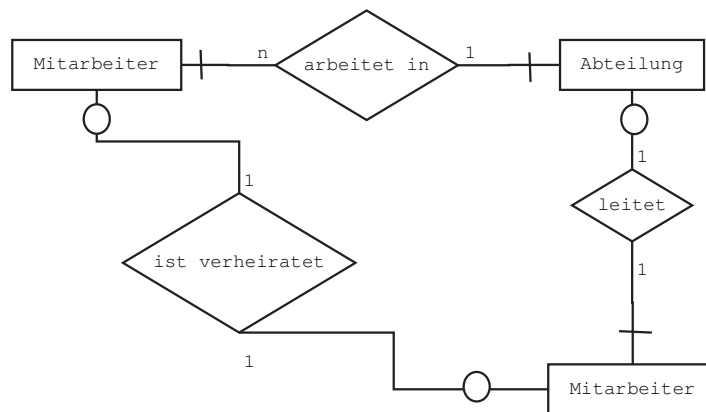 n
1
Mitarbeiter
arbeitet in
Abteilung
1
1
leitet
ist verheiratet
1
1
Mitarbeiter